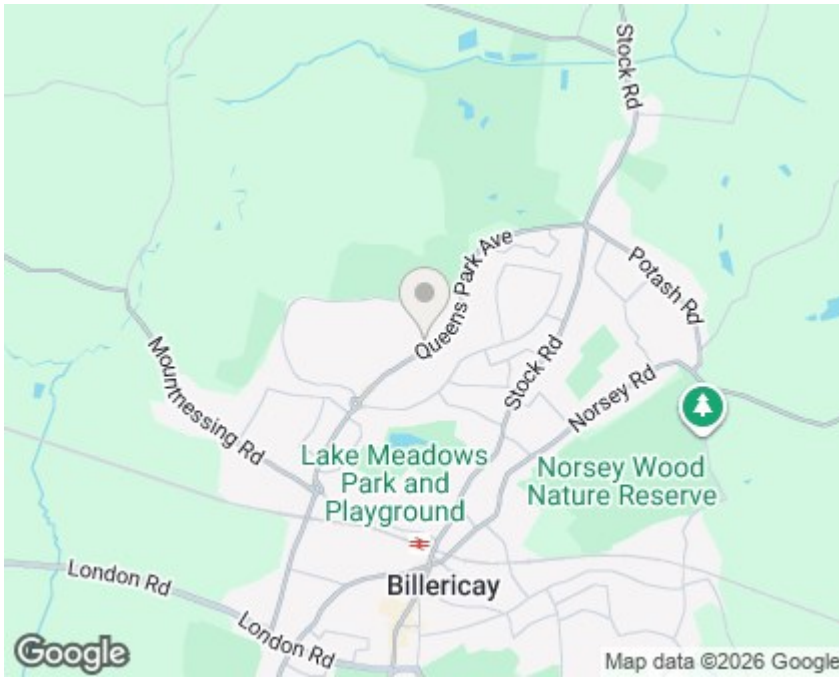 Stock Rd
Queens Park Ave
Potash Rd
Mountnessing Rd
Stock Rd
Norsey Rd
Lake Meadows
Park and
Playground
Norsey Wood
Nature Reserve
London Rd
Billericay
London Rd
Google
Map data ©2026 Google